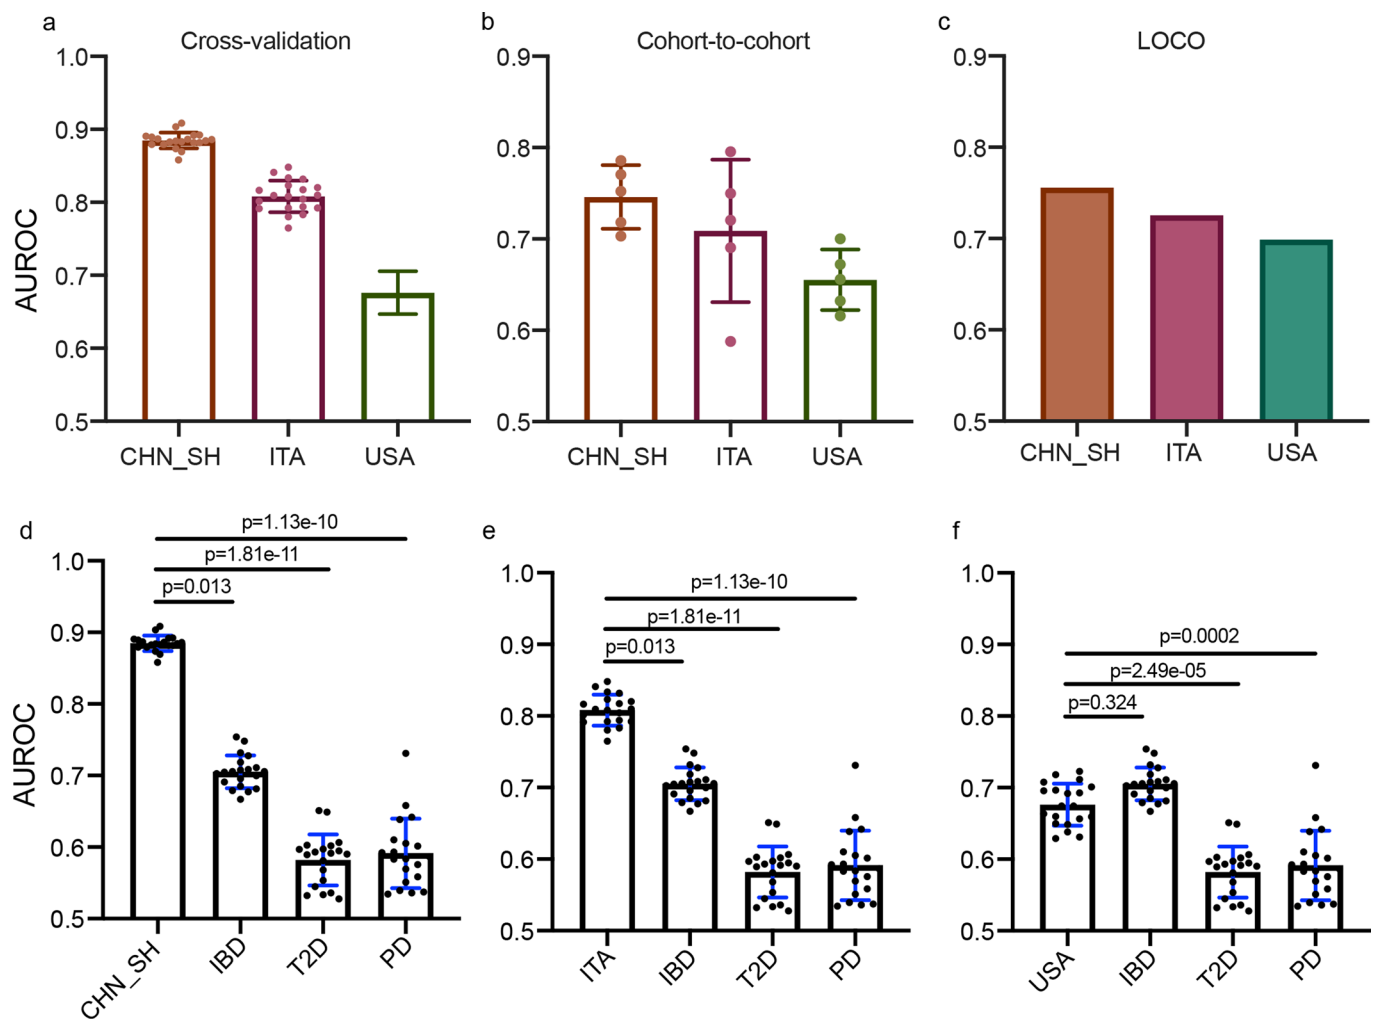 a
Cross-validation
AUROC
1.0
0.9
0.8
0.7
0.6
0.5
CHN_SH
ITA
USA
b
Cohort-to-cohort
0.9
0.8
0.7
0.6
0.5
CHN_SH
ITA
USA
c
LOCO
0.9
0.8
0.7
0.6
0.5
CHN_SH
ITA
USA
d
p=1.13e-10
p=1.81e-11
p=0.013
AUROC
1.0
0.9
0.8
0.7
0.6
0.5
CHN_SH
IBD
T2D
PD
e
p=1.13e-10
p=1.81e-11
p=0.013
1.0
0.9
0.8
0.7
0.6
0.5
ITA
IBD
T2D
PD
f
p=0.0002
p=2.49e-05
p=0.324
1.0
0.9
0.8
0.7
0.6
0.5
USA
IBD
T2D
PD